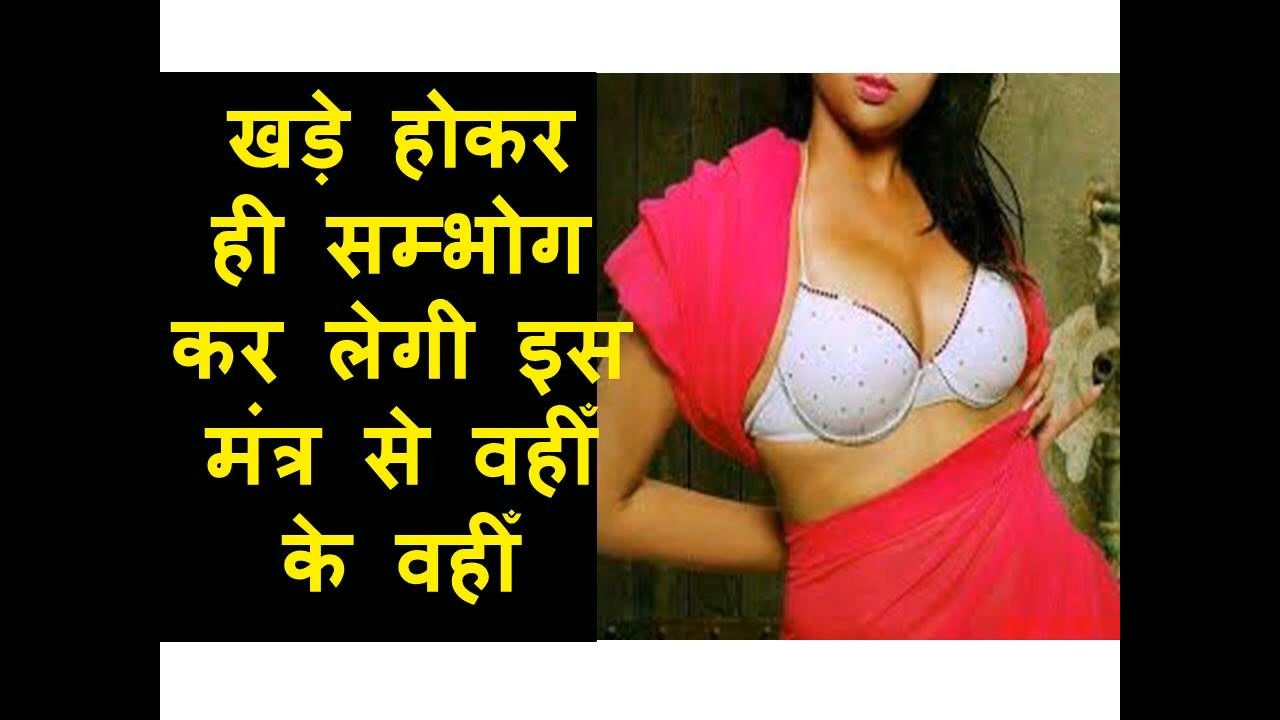 खड़े होकर
ही सम्भोग
कर लेगी इस
मंत्र से वहीँ
के वहीँ